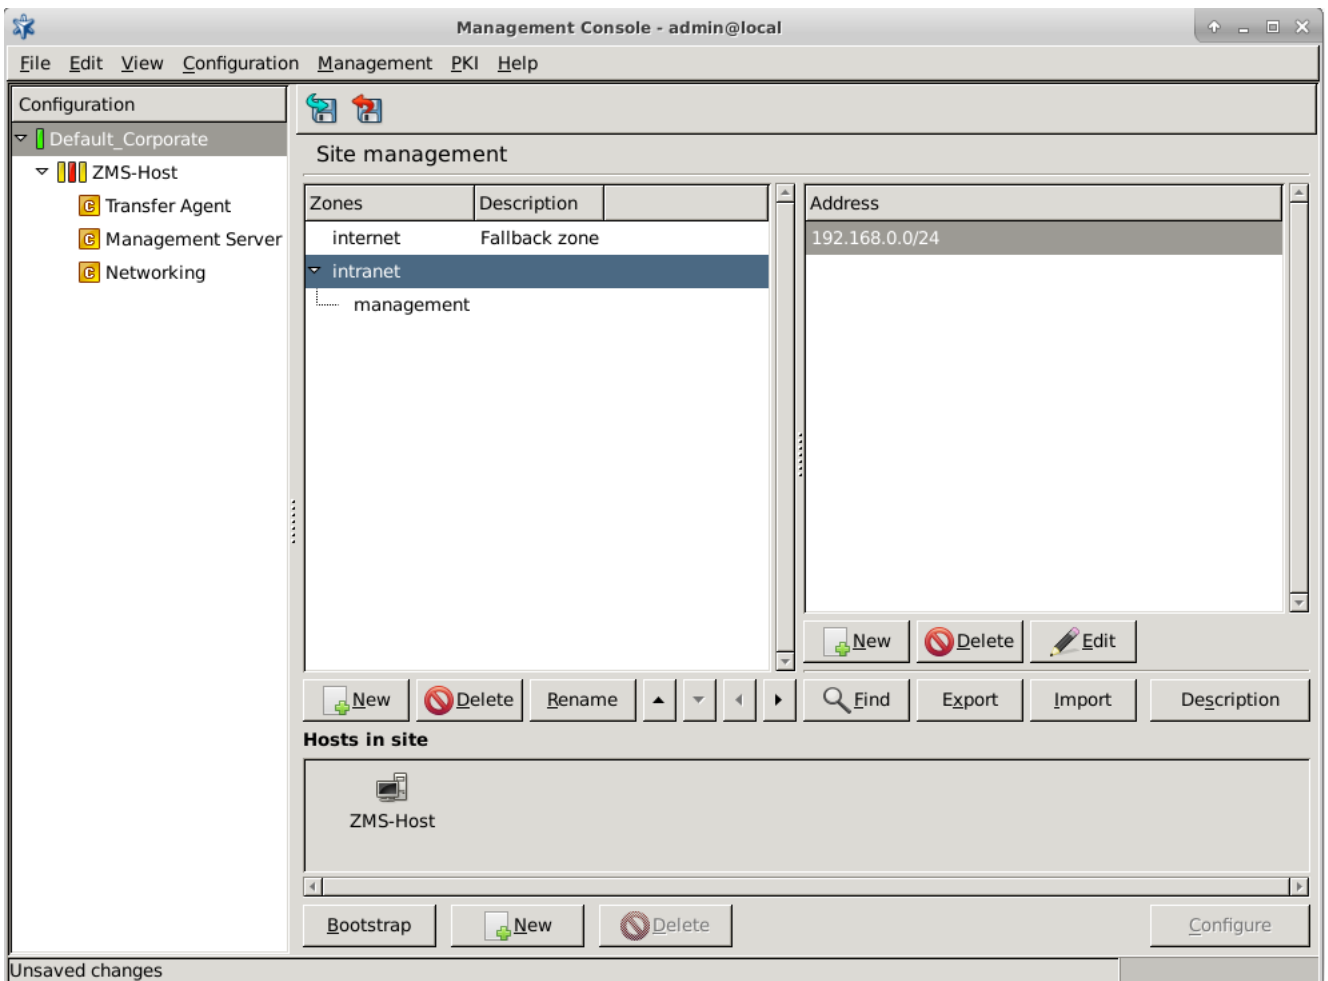 Management Console - admin@local
File Edit View Configuration Management PKI Help
Configuration
Default_Corporate
ZMS-Host
Transfer Agent
Management Server
Networking
Site management
Zones Description
internet Fallback zone
intranet
management
Address
192.168.0.0/24
New Delete Edit
New Delete Rename
Find Export Import Description
Hosts in site
ZMS-Host
Bootstrap New Delete Configure
Unsaved changes